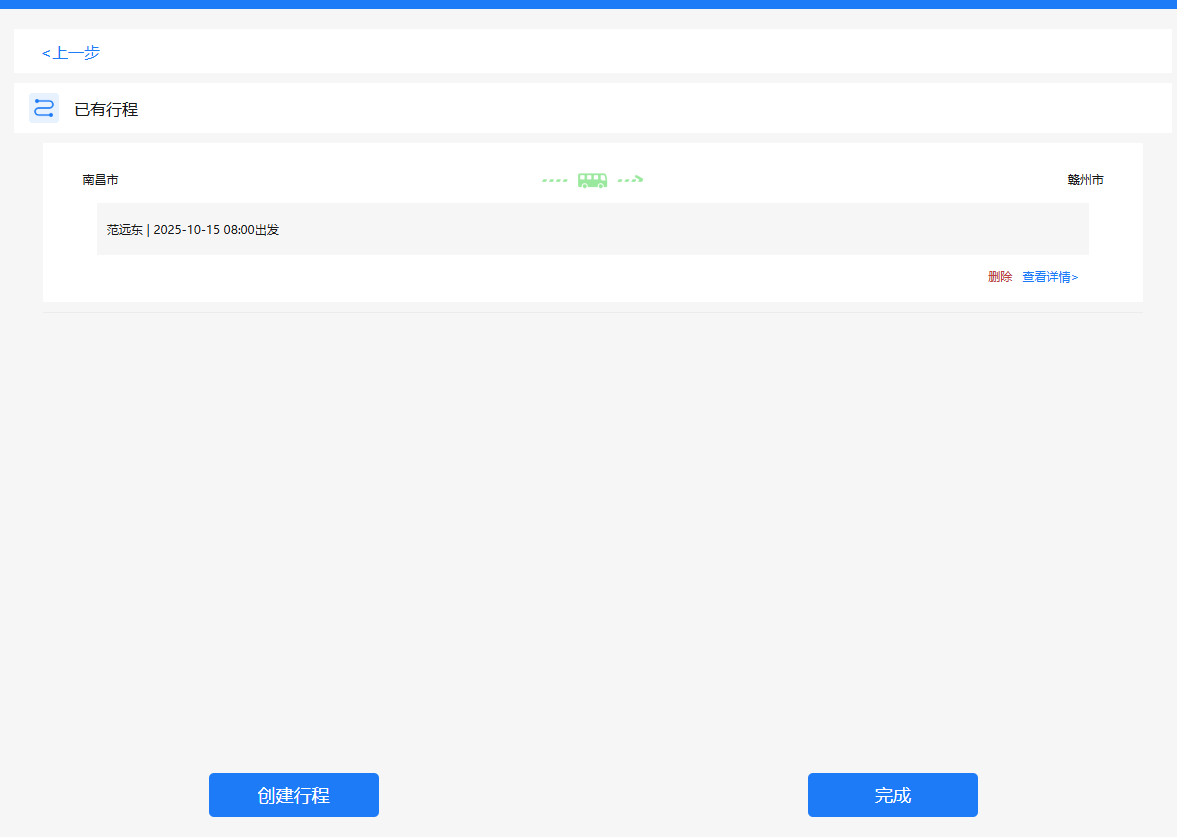 <上一步
已有行程
南昌市
赣州市
范远东 | 2025-10-15 08:00出发
删除 查看详情>
创建行程
完成